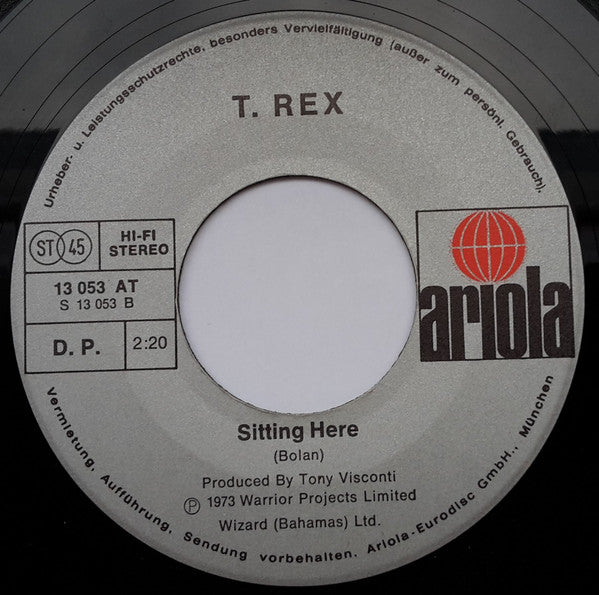 Urheber- u. Leistungsschutzrechte, besonders Vervielfältigung (außer zum persönl. Gebrauch),
T. REX
ST 45
HI-FI
STEREO
13 053 AT
S 13 053 B
D. P.
2:20
ariola
Sitting Here
(Bolan)
Produced By Tony Visconti
Ⓟ 1973 Warrior Projects Limited
Wizard (Bahamas) Ltd.
Vermietung, Aufführung, Sendung vorbehalten. Ariola-Eurodisc GmbH., München